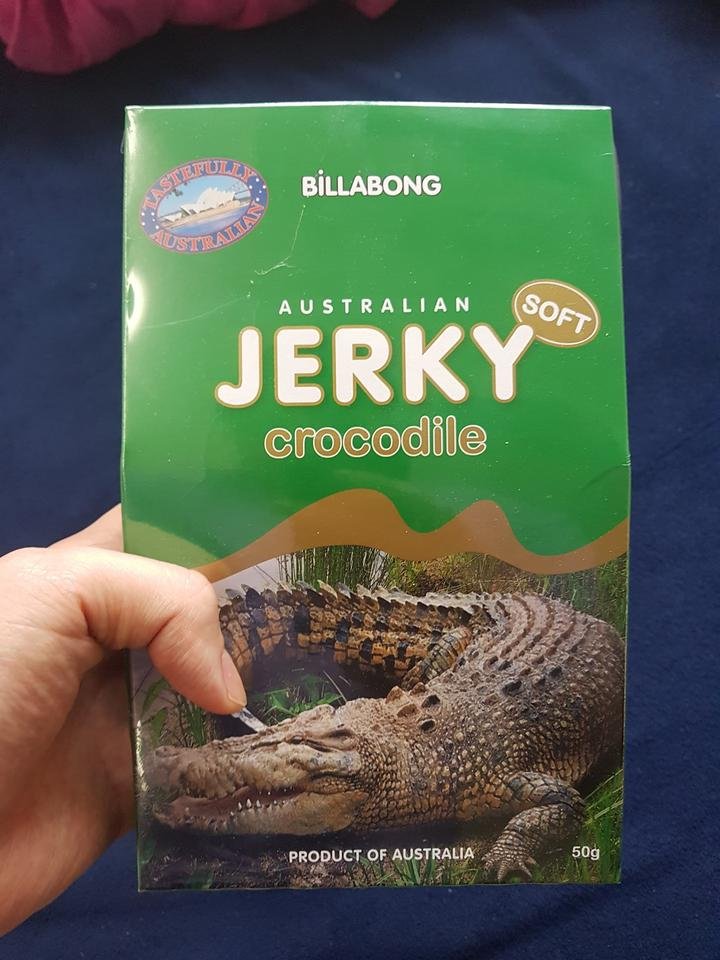 TASTEFULLY
AUSTRALIAN
BiLLABONG
AUSTRALIAN
SOFT
JERKY
crocodile
PRODUCT OF AUSTRALIA
50g